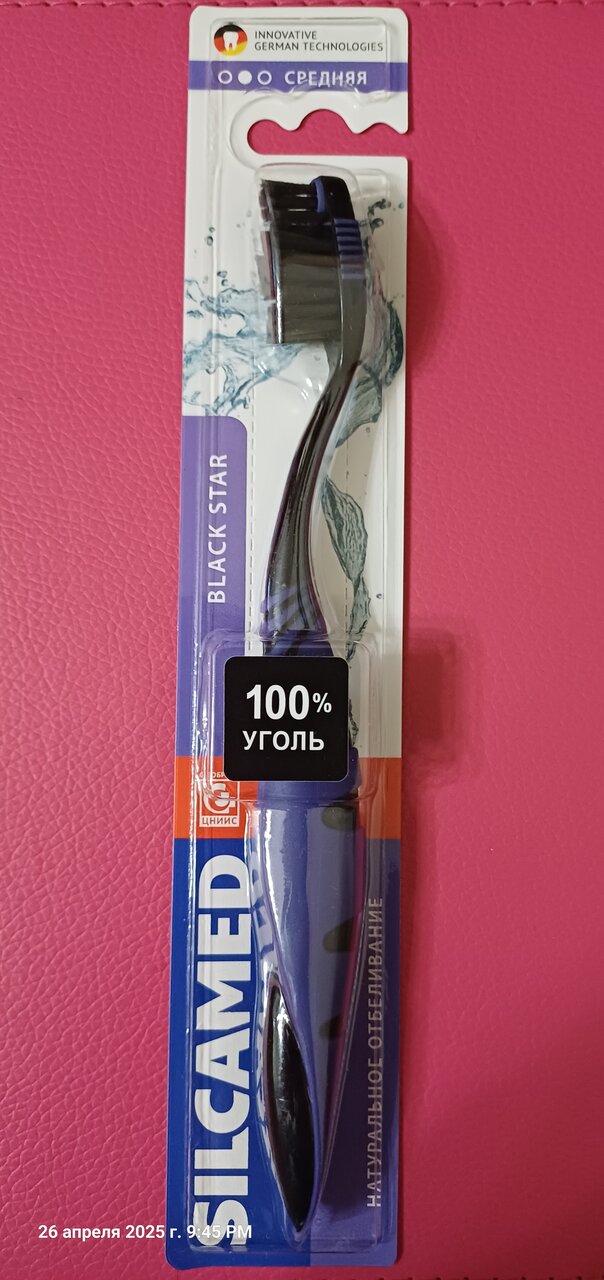 INNOVATIVE
GERMAN TECHNOLOGIES
СРЕДНЯЯ
BLACK STAR
100%
УГОЛЬ
ЦНИИС
SILCAMED
НАТУРАЛЬНОЕ ОТБЕЛИВАНИЕ
26 апреля 2025 г. 9:45 PM